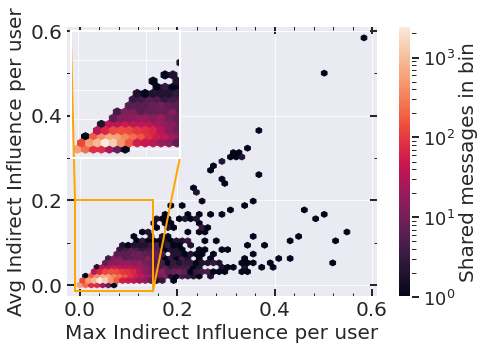 Avg Indirect Influence per user
0.6
0.4
0.2
0.0
0.0 0.2 0.4 0.6
Max Indirect Influence per user
10³
10²
10¹
10⁰
Shared messages in bin